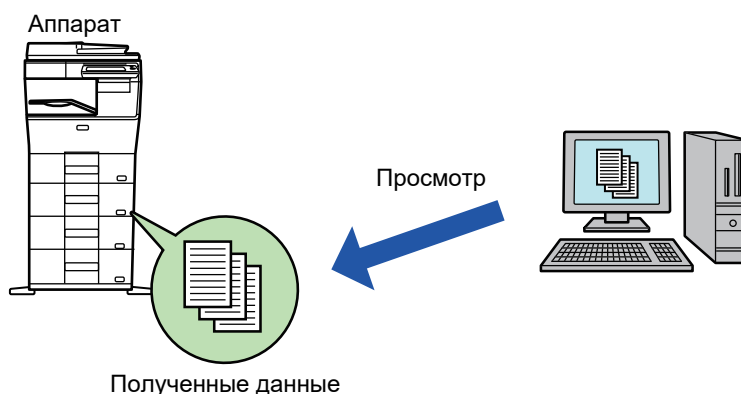 Аппарат
Просмотр
Полученные данные